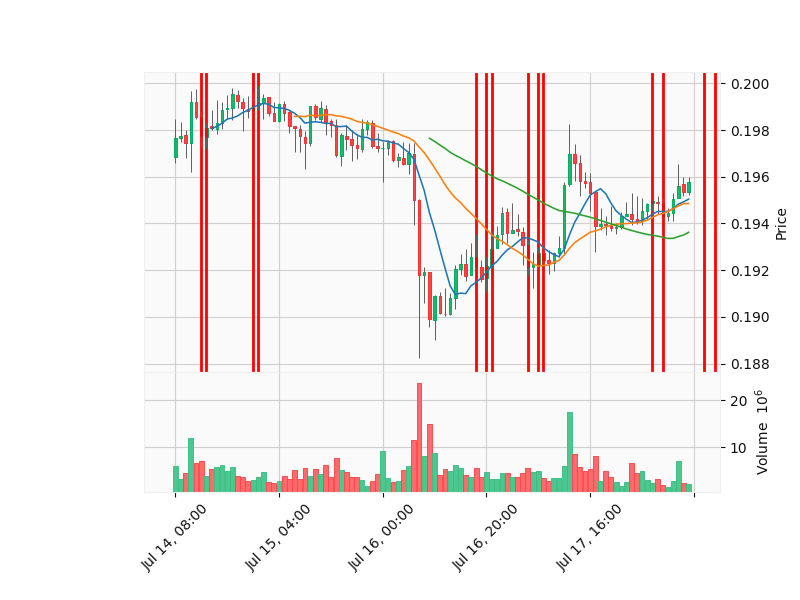 0.200
0.198
0.196
0.194
0.192
0.190
0.188
Price
20
10
Volume 10⁶
Jul 14, 08:00
Jul 15, 04:00
Jul 16, 00:00
Jul 16, 20:00
Jul 17, 16:00